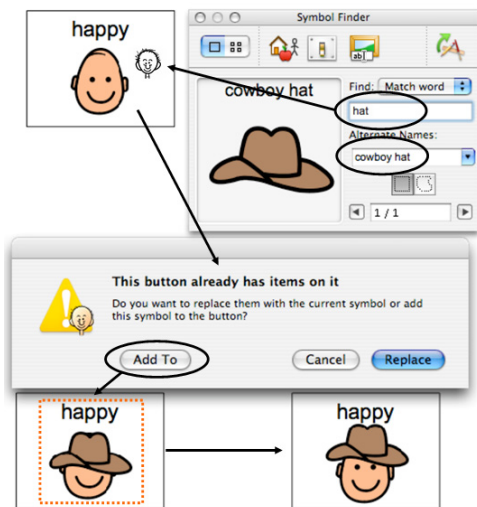 happy
Symbol Finder
cowboy hat
Find: Match word
hat
Alternate Names:
cowboy hat
1 / 1
This button already has items on it
Do you want to replace them with the current symbol or add
this symbol to the button?
Add To
Cancel
Replace
happy
happy